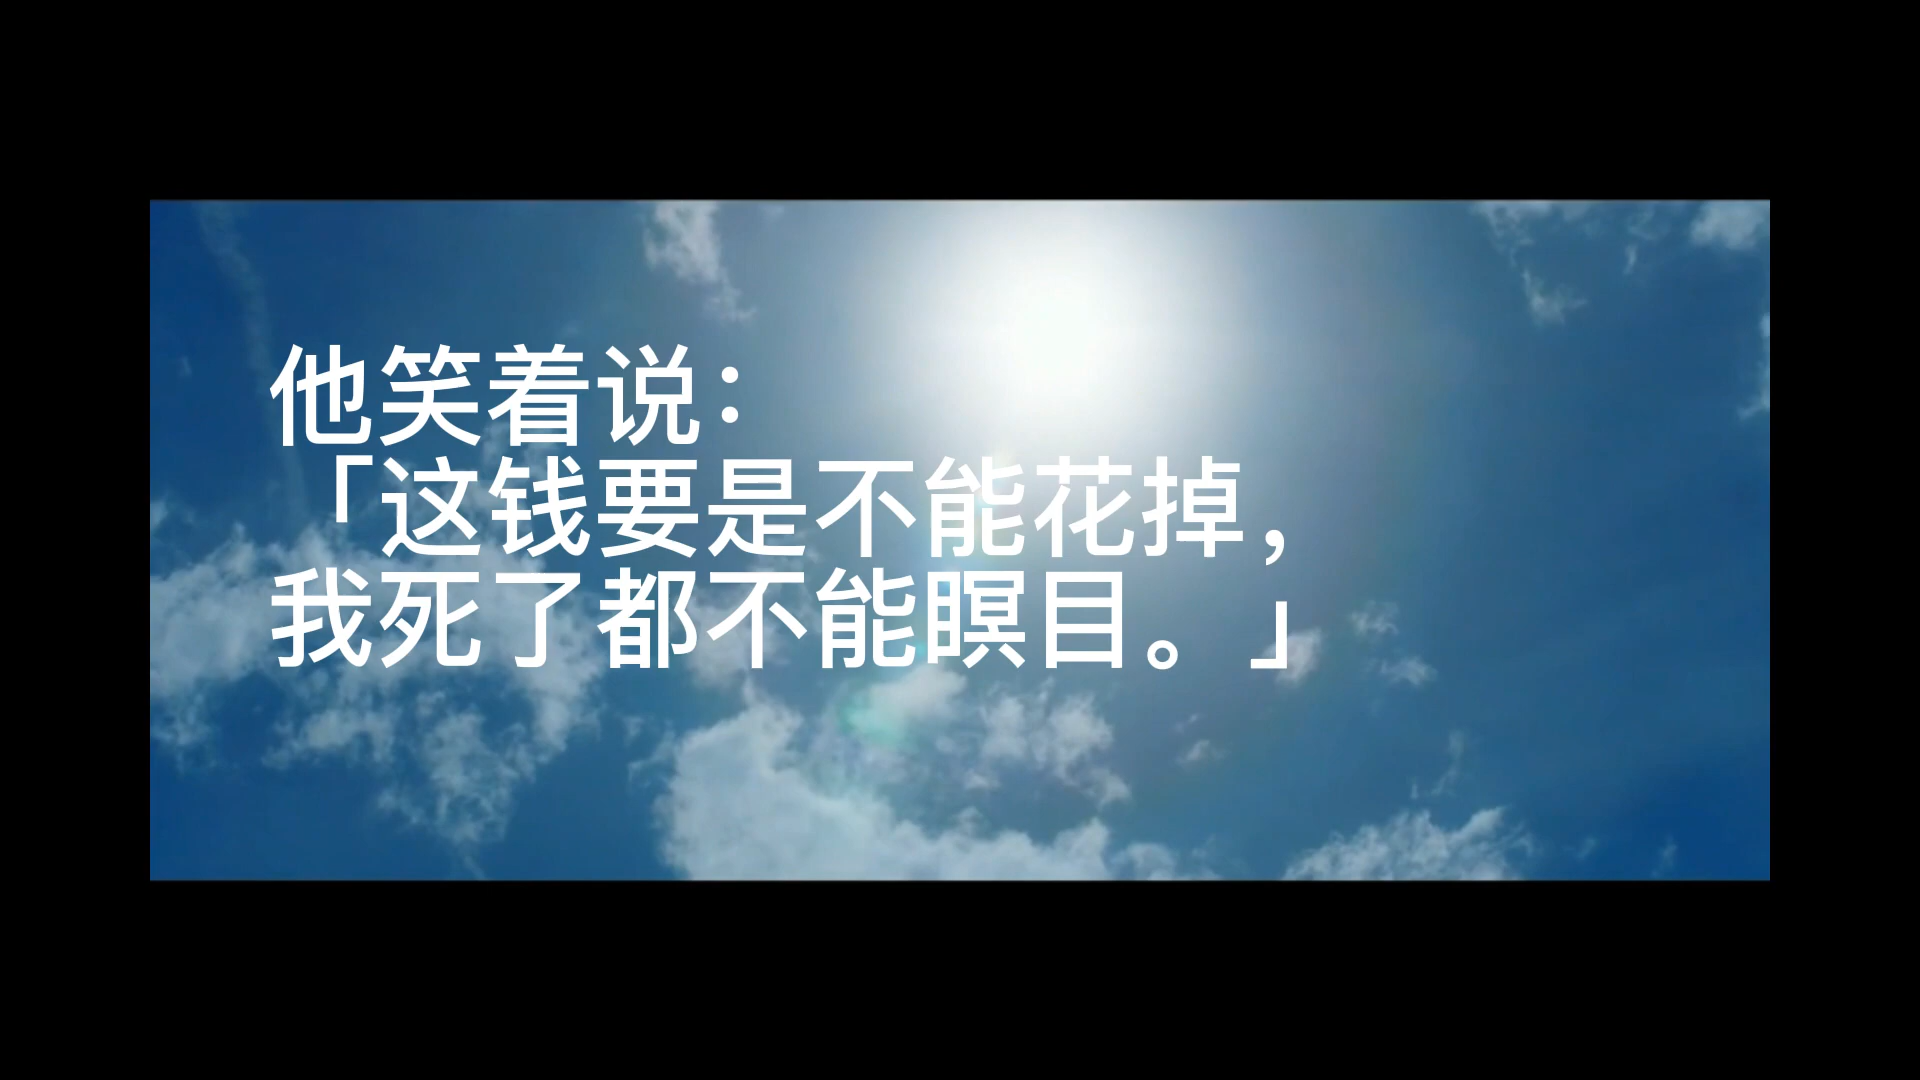 他笑着说：
「这钱要是不能花掉，
我死了都不能瞑目。」